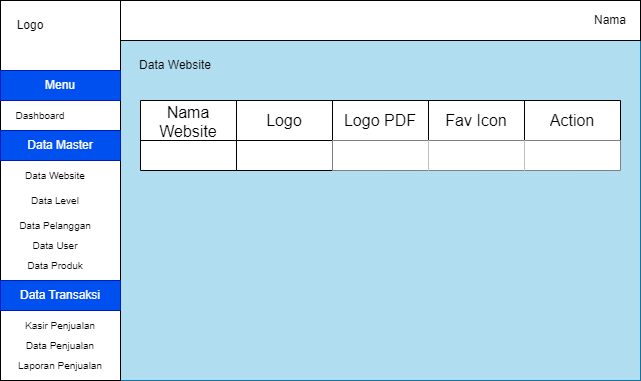 Logo
Nama
Menu
Dashboard
Data Master
Data Website
Data Level
Data Pelanggan
Data User
Data Produk
Data Transaksi
Kasir Penjualan
Data Penjualan
Laporan Penjualan
Data Website
Nama Website
Logo
Logo PDF
Fav Icon
Action